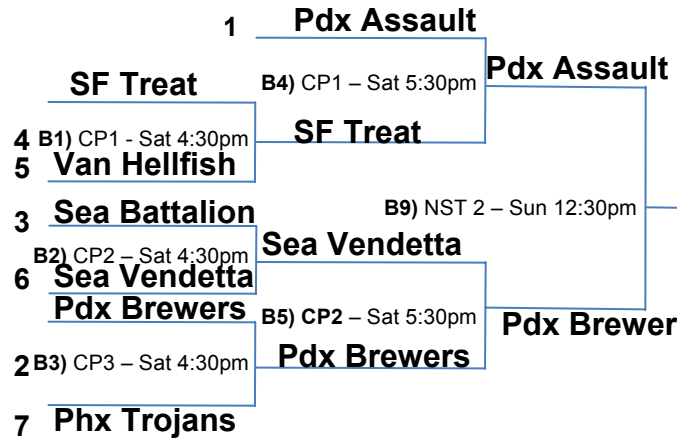 1 Pdx Assault
SF Treat
B4) CP1 – Sat 5:30pm
Pdx Assault
4 B1) CP1 - Sat 4:30pm
SF Treat
5 Van Hellfish
3 Sea Battalion
B9) NST 2 – Sun 12:30pm
B2) CP2 – Sat 4:30pm
Sea Vendetta
6 Sea Vendetta
Pdx Brewers
B5) CP2 – Sat 5:30pm
Pdx Brewer
2 B3) CP3 – Sat 4:30pm
Pdx Brewers
7 Phx Trojans